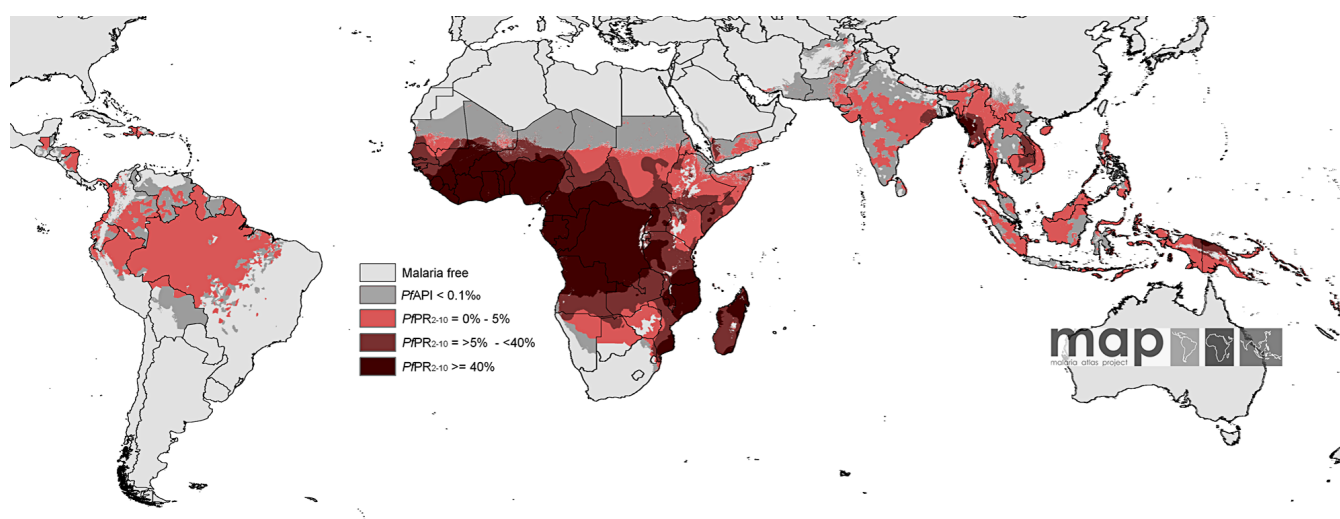 Malaria free
PfAPI < 0.1‰
PfPR2-10 = 0% - 5%
PfPR2-10 = >5% - <40%
PfPR2-10 >= 40%
map
malaria atlas project